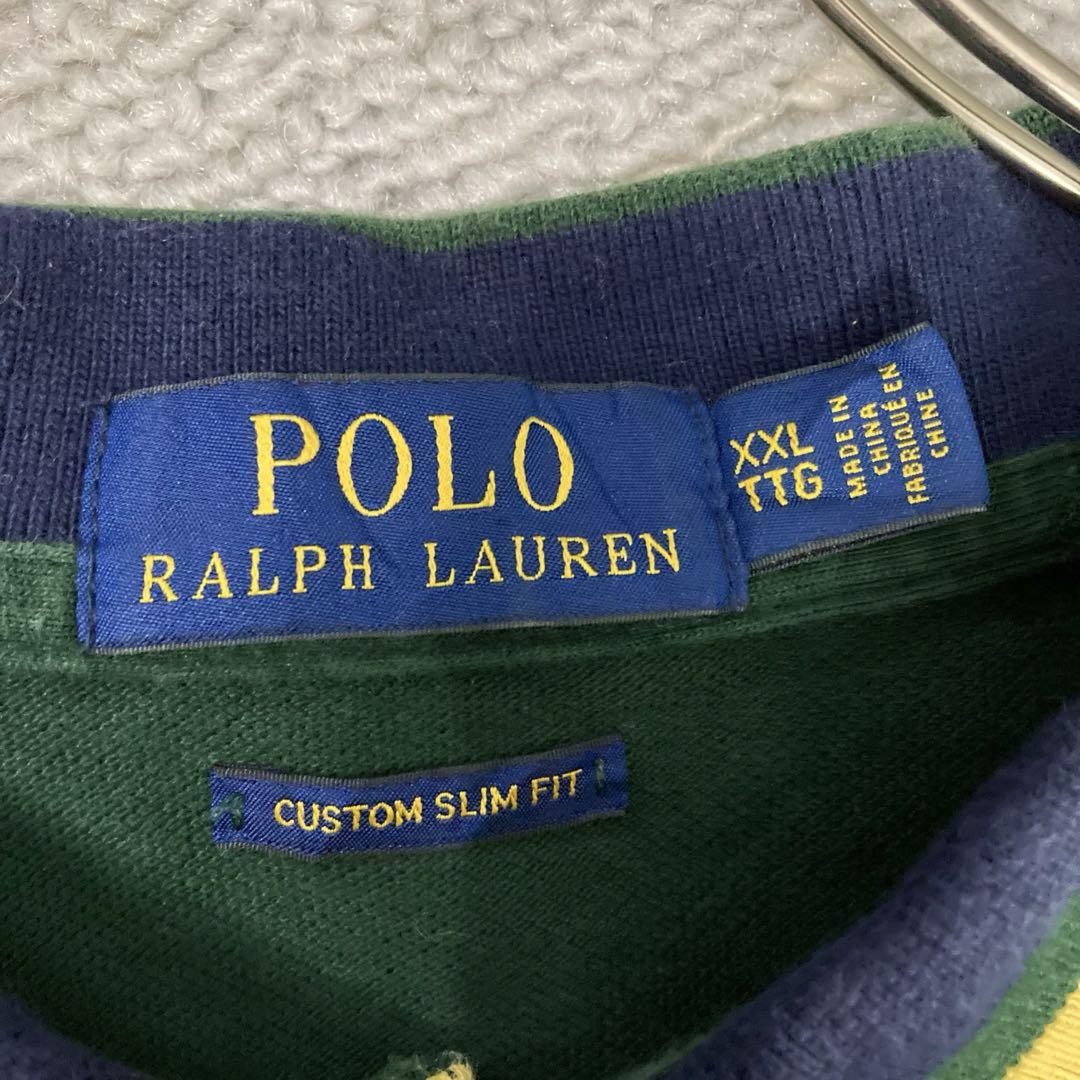 POLO
RALPH LAUREN
XXL
TTG
MADE IN
CHINA
FABRIQUÉ EN
CHINE
CUSTOM SLIM FIT